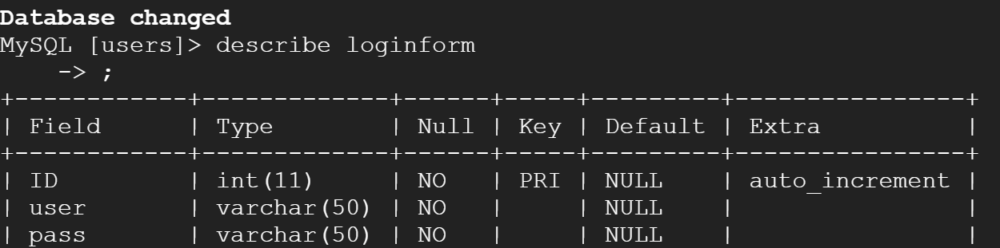 Database changed
MySQL [users]> describe loginform
    -> ;
+------------+-------------+------+-----+---------+----------------+
| Field      | Type        | Null | Key | Default | Extra          |
+------------+-------------+------+-----+---------+----------------+
| ID         | int(11)     | NO   | PRI | NULL    | auto_increment |
| user       | varchar(50) | NO   |     | NULL    |                |
| pass       | varchar(50) | NO   |     | NULL    |                |